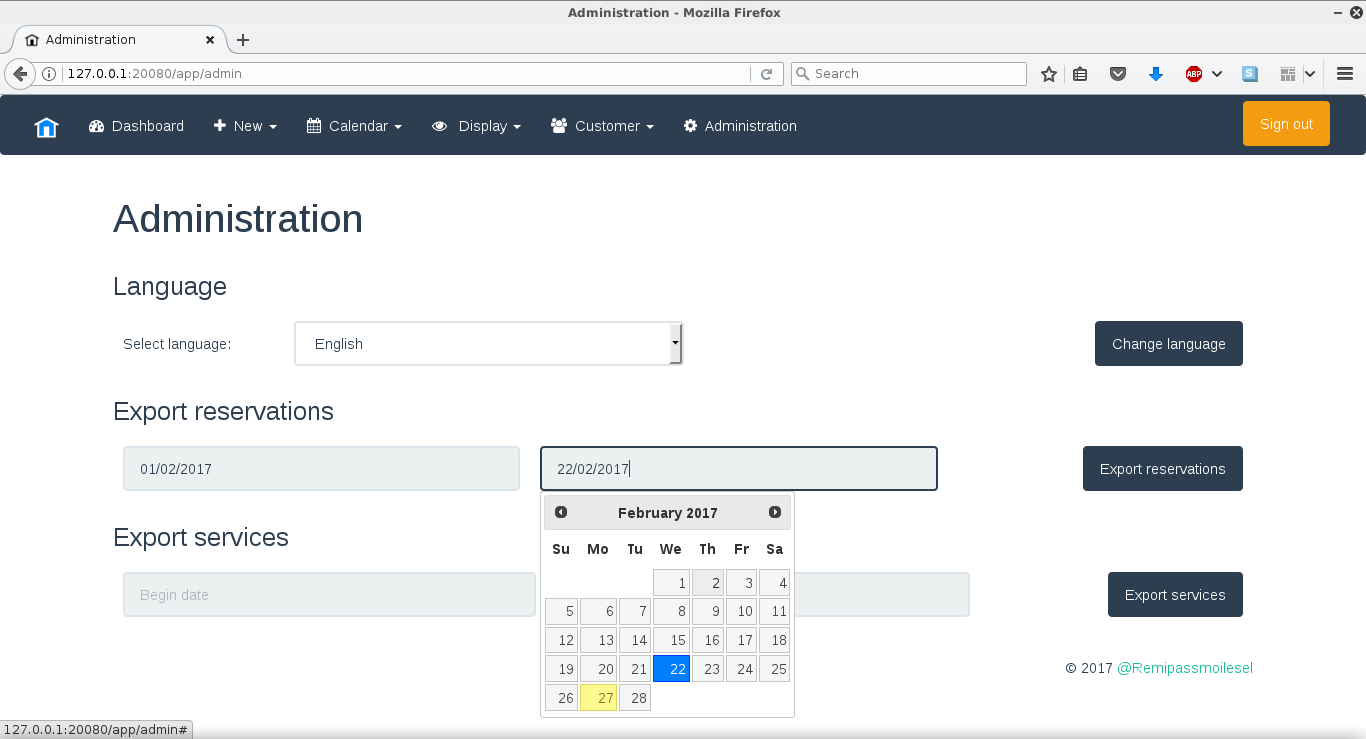 Administration - Mozilla Firefox
Administration
127.0.0.1:20080/app/admin
Search
ABP
S
Dashboard New Calendar Display Customer Administration Sign out
Administration
Language
Select language: English Change language
Export reservations
01/02/2017 22/02/2017 Export reservations
February 2017
Su Mo Tu We Th Fr Sa
1 2 3 4
5 6 7 8 9 10 11
12 13 14 15 16 17 18
19 20 21 22 23 24 25
26 27 28
Export services
Begin date Export services
© 2017 @Remipassmoilesel
127.0.0.1:20080/app/admin#